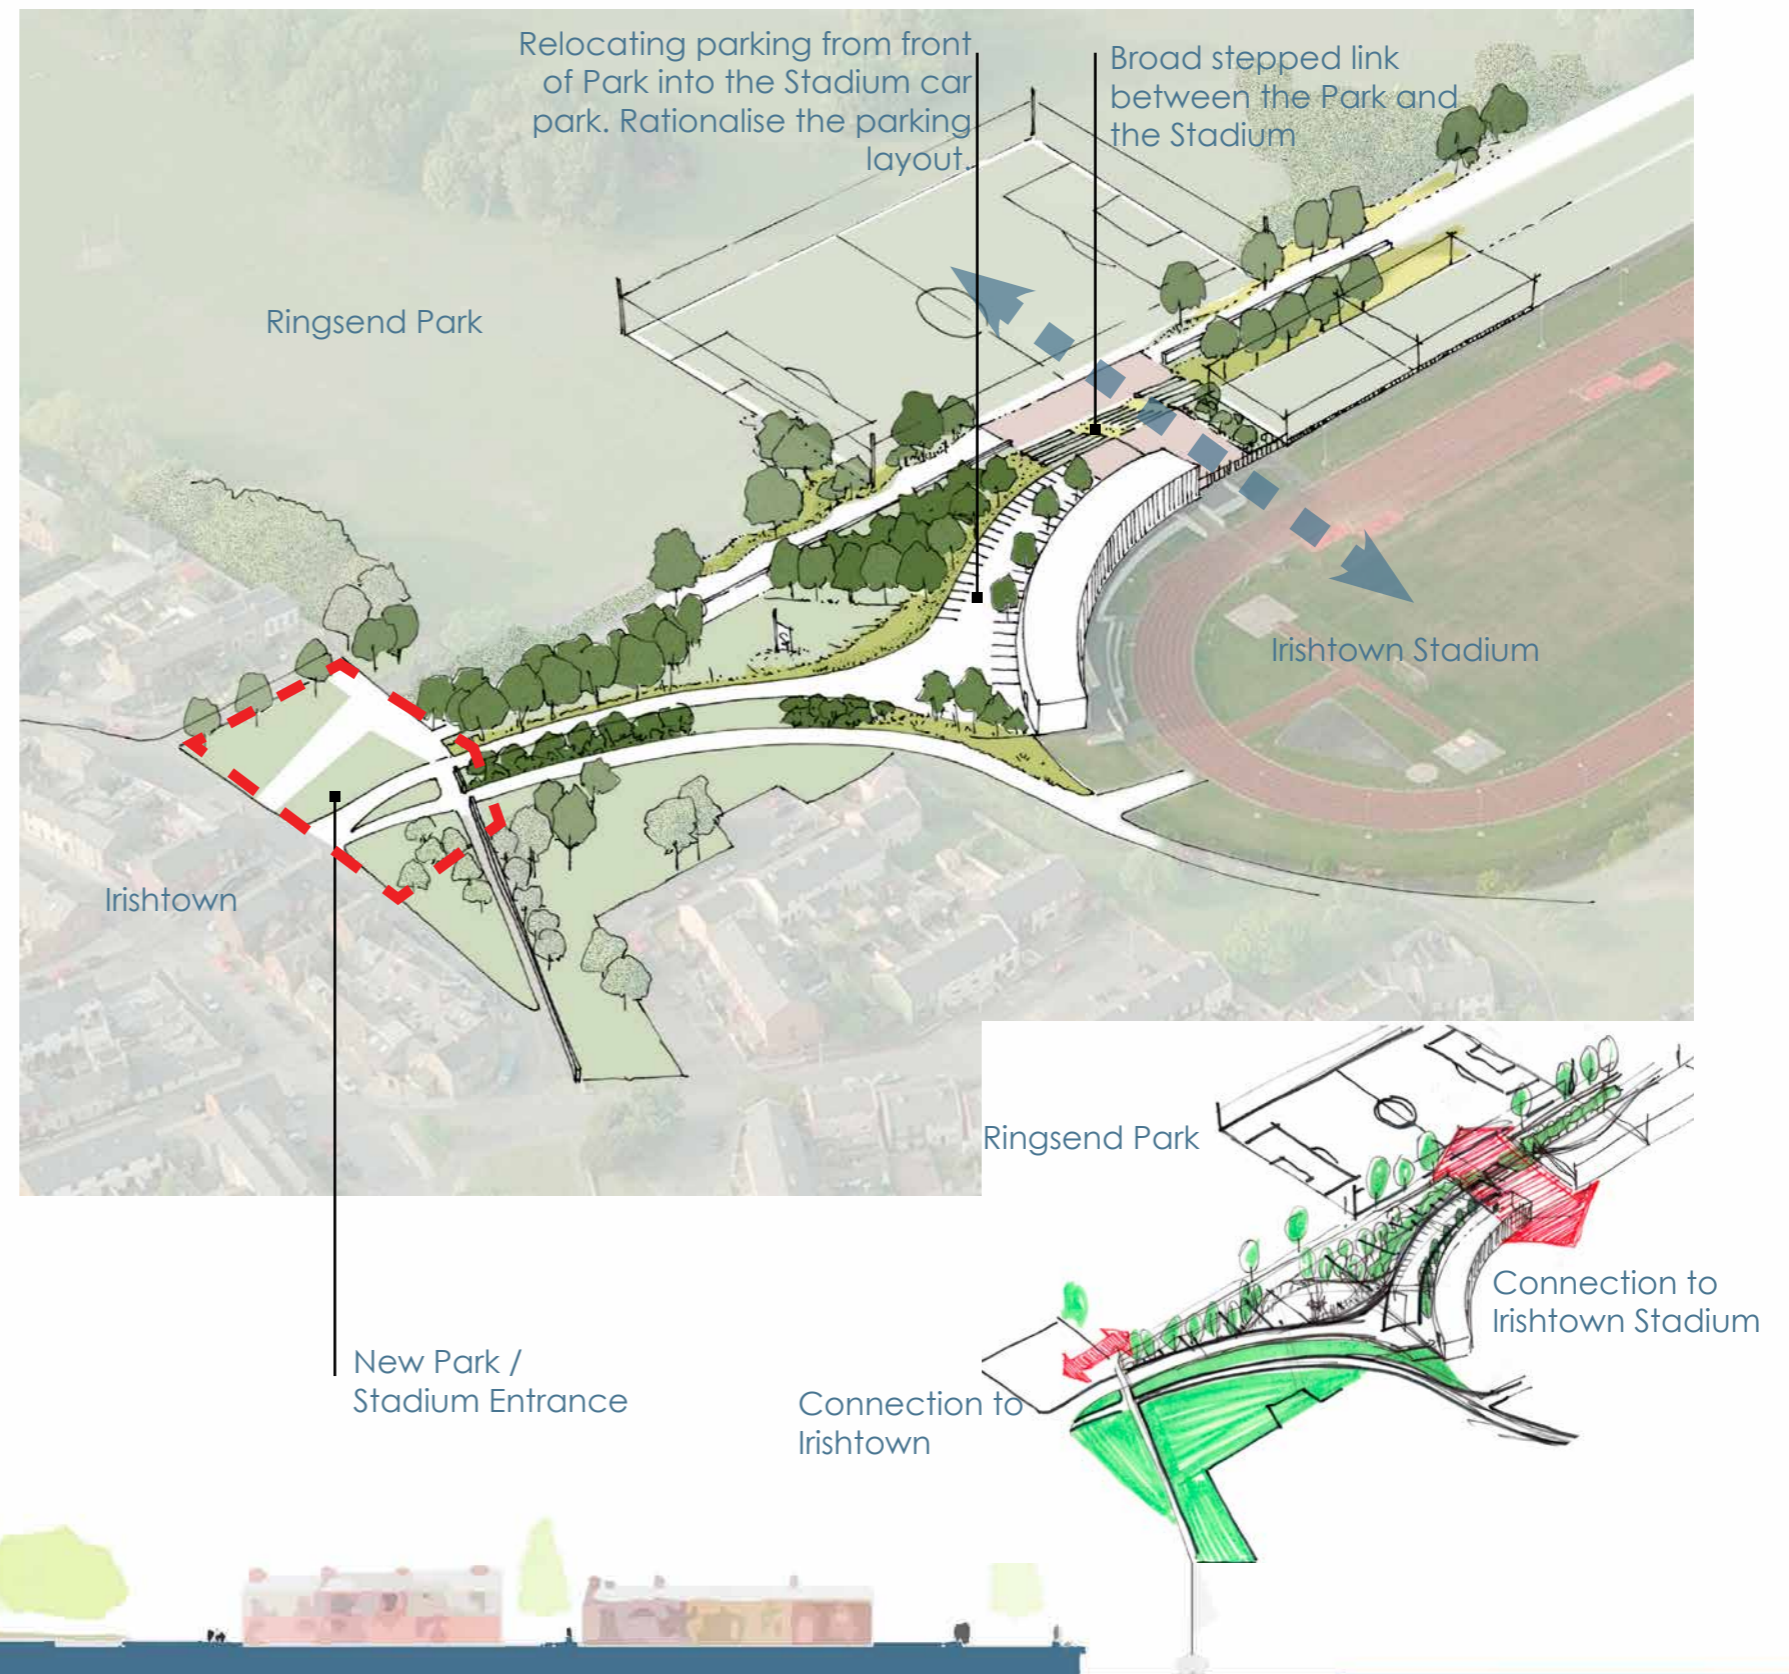 Relocating parking from front
of Park into the Stadium car
park. Rationalise the parking
layout.
Broad stepped link
between the Park and
the Stadium
Ringsend Park
Irishtown Stadium
Irishtown
New Park /
Stadium Entrance
Ringsend Park
Connection to
Irishtown Stadium
Connection to
Irishtown